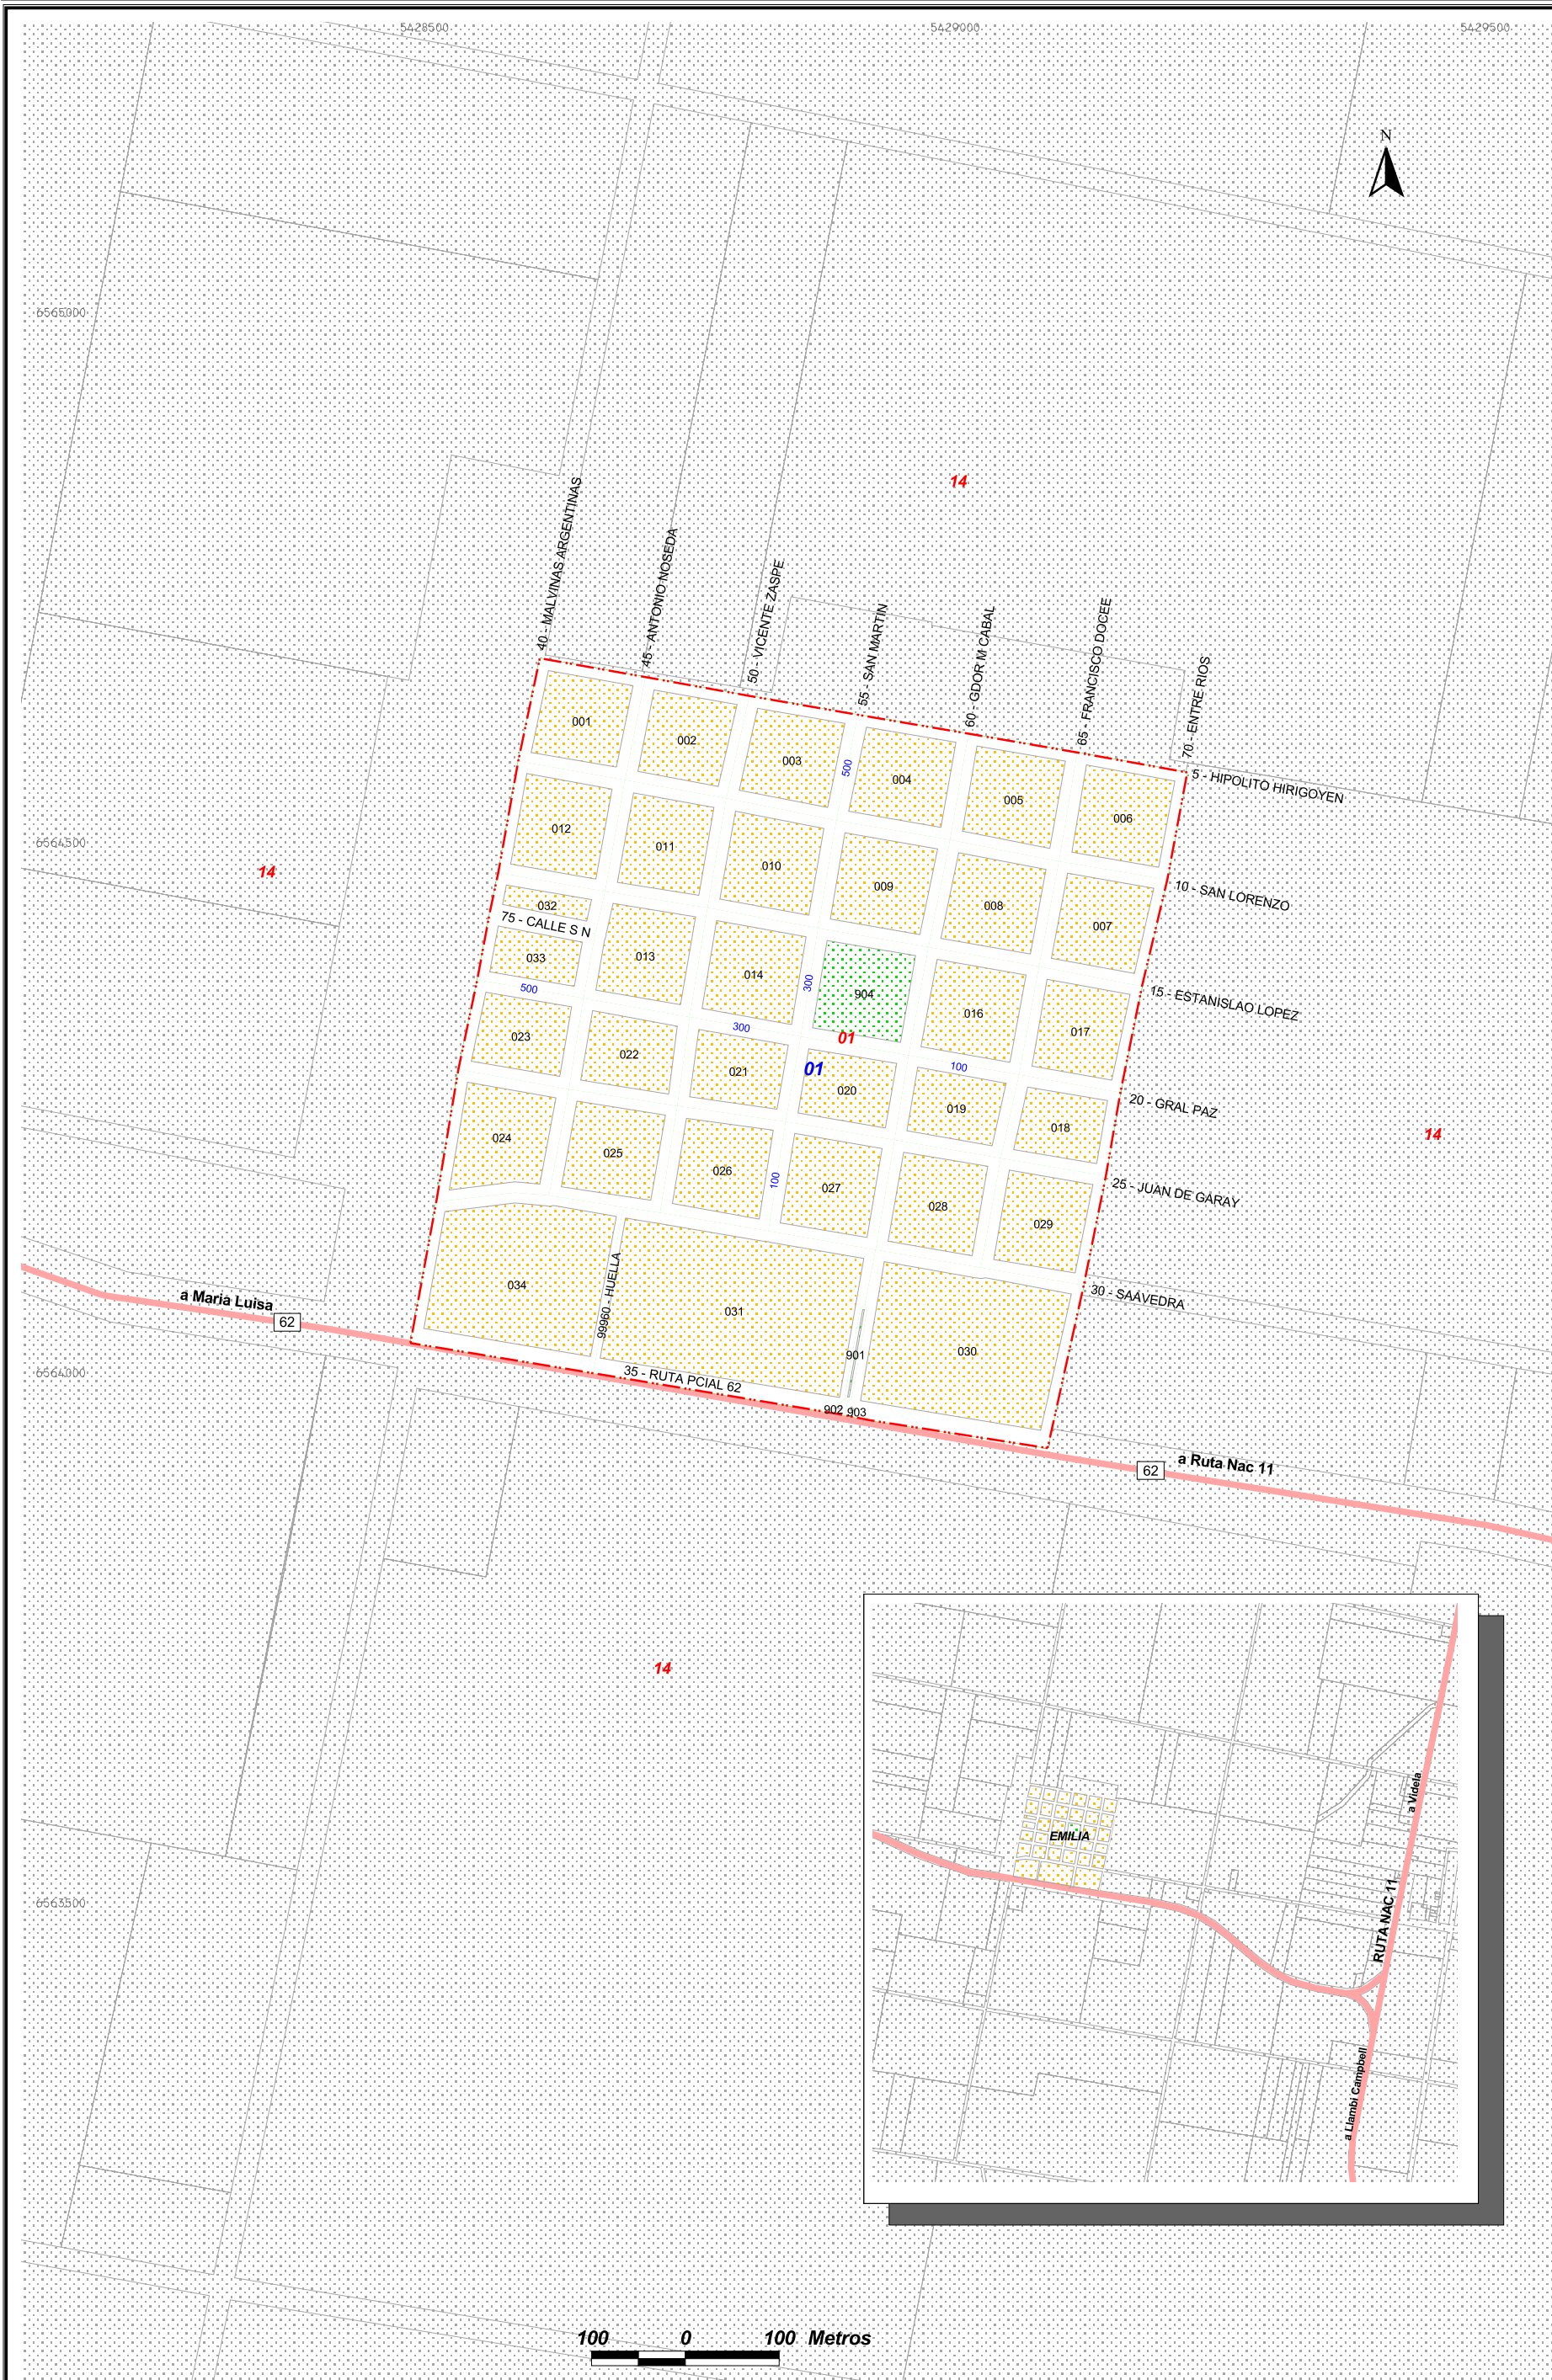 5428500
5429000
5429500
N
6565000
14
40 - MALVINAS ARGENTINAS
45 - ANTONIO NOSEDA
50 - VICENTE ZASPE
55 - SAN MARTIN
60 - GDOR M CABAL
65 - FRANCISCO DOCEE
70 - ENTRE RIOS
5 - HIPOLITO HIRIGOYEN
001
002
003
500
004
005
006
6564500
14
012
011
010
009
008
007
10 - SAN LORENZO
032
75 - CALLE S N
033
013
014
300
904
016
017
15 - ESTANISLAO LOPEZ
500
300
01
01
100
023
022
021
020
019
018
20 - GRAL PAZ
14
024
025
026
100
027
028
029
25 - JUAN DE GARAY
034
99960 - HUELLA
031
901
030
30 - SAAVEDRA
a Maria Luisa
62
6564000
35 - RUTA PCIAL 62
902
903
62
a Ruta Nac 11
14
EMILIA
a Videla
RUTA NAC 11
a Llambi Campbell
6563500
100 0 100 Metros